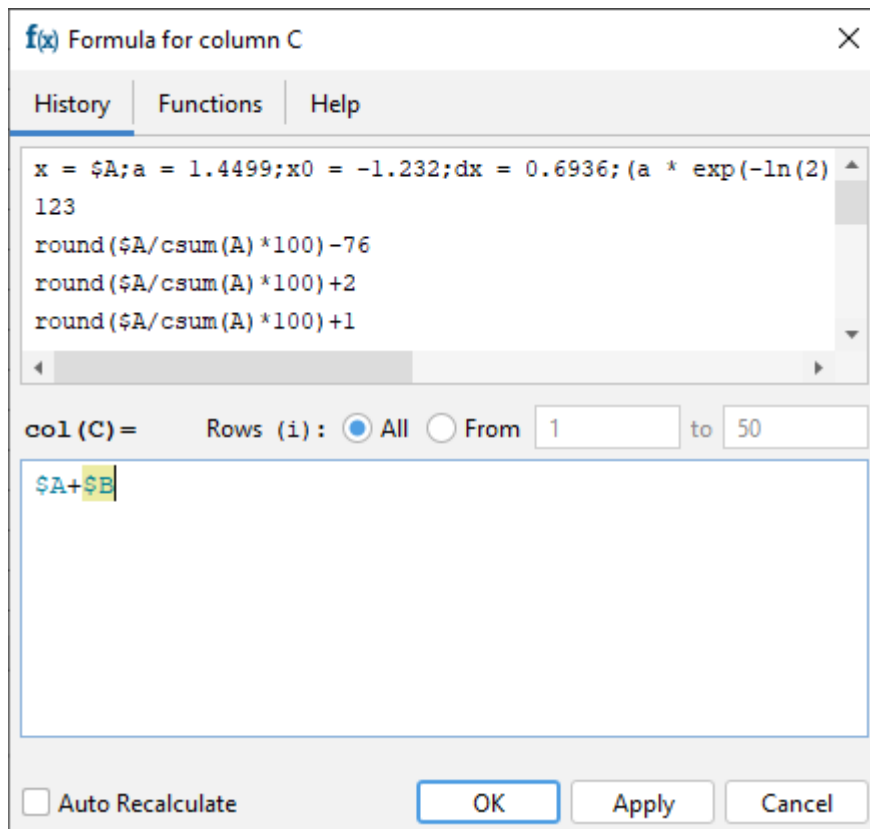 f(x) Formula for column C
History Functions Help
x = $A;a = 1.4499;x0 = -1.232;dx = 0.6936;(a * exp(-ln(2)
123
round($A/csum(A)*100)-76
round($A/csum(A)*100)+2
round($A/csum(A)*100)+1
col(C)= Rows (i): All From 1 to 50
$A+$B
Auto Recalculate OK Apply Cancel